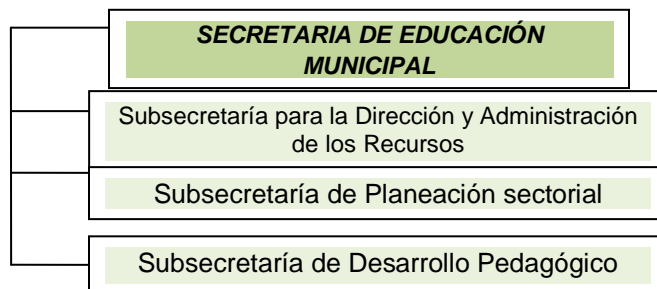 SECRETARIA DE EDUCACIÓN
MUNICIPAL
Subsecretaría para la Dirección y Administración
de los Recursos
Subsecretaría de Planeación sectorial
Subsecretaría de Desarrollo Pedagógico